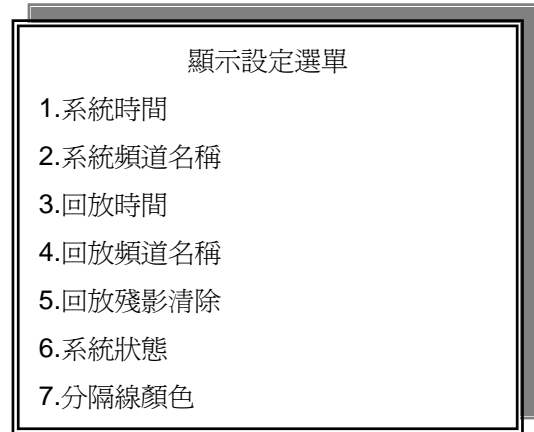 顯示設定選單
1.系統時間
2.系統頻道名稱
3.回放時間
4.回放頻道名稱
5.回放殘影清除
6.系統狀態
7.分隔線顏色